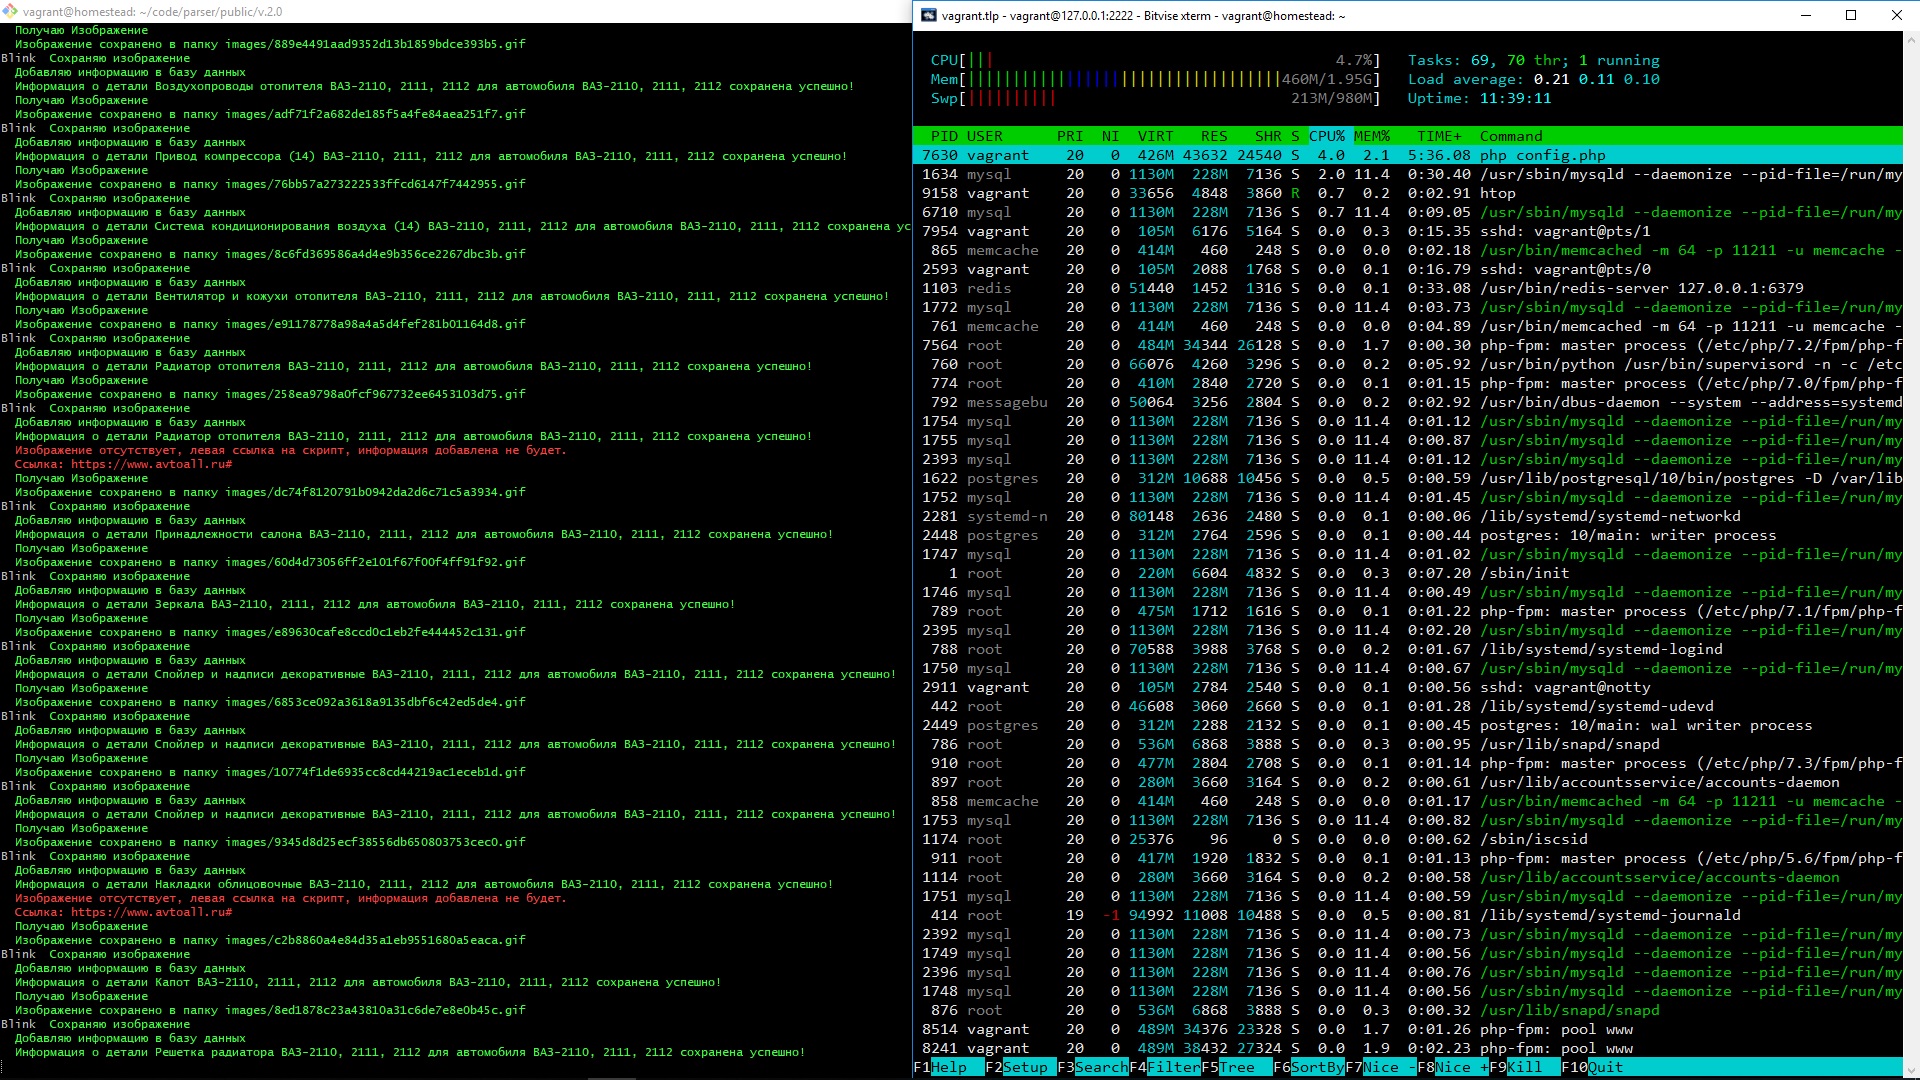 vagrant@homestead: ~/code/parser/public/v.2.0
Получаю Изображение
Изображение сохранено в папку images/889e4491aad9352d13b1859bdce393b5.gif
Blink  Сохраняю изображение
Добавляю информацию в базу данных
Информация о детали Воздухопроводы отопителя ВАЗ-2110, 2111, 2112 для автомобиля ВАЗ-2110, 2111, 2112 сохранена успешно!
Получаю Изображение
Изображение сохранено в папку images/adf71f2a682de185f5a4fe84aea251f7.gif
Blink  Сохраняю изображение
Добавляю информацию в базу данных
Информация о детали Привод компрессора (14) ВАЗ-2110, 2111, 2112 для автомобиля ВАЗ-2110, 2111, 2112 сохранена успешно!
Получаю Изображение
Изображение сохранено в папку images/76bb57a273222533ffcd6147f7442955.gif
Blink  Сохраняю изображение
Добавляю информацию в базу данных
Информация о детали Система кондиционирования воздуха (14) ВАЗ-2110, 2111, 2112 для автомобиля ВАЗ-2110, 2111, 2112 сохранена ус
Получаю Изображение
Изображение сохранено в папку images/8c6fd369586a4d4e9b356ce2267dbc3b.gif
Blink  Сохраняю изображение
Добавляю информацию в базу данных
Информация о детали Вентилятор и кожухи отопителя ВАЗ-2110, 2111, 2112 для автомобиля ВАЗ-2110, 2111, 2112 сохранена успешно!
Получаю Изображение
Изображение сохранено в папку images/e91178778a98a4a5d4fef281b01164d8.gif
Blink  Сохраняю изображение
Добавляю информацию в базу данных
Информация о детали Радиатор отопителя ВАЗ-2110, 2111, 2112 для автомобиля ВАЗ-2110, 2111, 2112 сохранена успешно!
Получаю Изображение
Изображение сохранено в папку images/258ea9798a0fcf967732ee6453103d75.gif
Blink  Сохраняю изображение
Добавляю информацию в базу данных
Информация о детали Радиатор отопителя ВАЗ-2110, 2111, 2112 для автомобиля ВАЗ-2110, 2111, 2112 сохранена успешно!
Изображение отсутствует, левая ссылка на скрипт, информация добавлена не будет.
Ссылка: https://www.avtoall.ru#
Получаю Изображение
Изображение сохранено в папку images/dc74f8120791b0942da2d6c71c5a3934.gif
Blink  Сохраняю изображение
Добавляю информацию в базу данных
Информация о детали Принадлежности салона ВАЗ-2110, 2111, 2112 для автомобиля ВАЗ-2110, 2111, 2112 сохранена успешно!
Получаю Изображение
Изображение сохранено в папку images/60d4d73056ff2e101f67f00f4ff91f92.gif
Blink  Сохраняю изображение
Добавляю информацию в базу данных
Информация о детали Зеркала ВАЗ-2110, 2111, 2112 для автомобиля ВАЗ-2110, 2111, 2112 сохранена успешно!
Получаю Изображение
Изображение сохранено в папку images/e89630cafe8ccd0c1eb2fe444452c131.gif
Blink  Сохраняю изображение
Добавляю информацию в базу данных
Информация о детали Спойлер и надписи декоративные ВАЗ-2110, 2111, 2112 для автомобиля ВАЗ-2110, 2111, 2112 сохранена успешно!
Получаю Изображение
Изображение сохранено в папку images/6853ce092a3618a9135dbf6c42ed5de4.gif
Blink  Сохраняю изображение
Добавляю информацию в базу данных
Информация о детали Спойлер и надписи декоративные ВАЗ-2110, 2111, 2112 для автомобиля ВАЗ-2110, 2111, 2112 сохранена успешно!
Получаю Изображение
Изображение сохранено в папку images/10774f1de6935cc8cd44219ac1eceb1d.gif
Blink  Сохраняю изображение
Добавляю информацию в базу данных
Информация о детали Спойлер и надписи декоративные ВАЗ-2110, 2111, 2112 для автомобиля ВАЗ-2110, 2111, 2112 сохранена успешно!
Получаю Изображение
Изображение сохранено в папку images/9345d8d25ecf38556db650803753cec0.gif
Blink  Сохраняю изображение
Добавляю информацию в базу данных
Информация о детали Накладки облицовочные ВАЗ-2110, 2111, 2112 для автомобиля ВАЗ-2110, 2111, 2112 сохранена успешно!
Изображение отсутствует, левая ссылка на скрипт, информация добавлена не будет.
Ссылка: https://www.avtoall.ru#
Получаю Изображение
Изображение сохранено в папку images/c2b8860a4e84d35a1eb9551680a5eaca.gif
Blink  Сохраняю изображение
Добавляю информацию в базу данных
Информация о детали Капот ВАЗ-2110, 2111, 2112 для автомобиля ВАЗ-2110, 2111, 2112 сохранена успешно!
Получаю Изображение
Изображение сохранено в папку images/8ed1878c23a43810a31c6de7e8e0b45c.gif
Blink  Сохраняю изображение
Добавляю информацию в базу данных
Информация о детали Решетка радиатора ВАЗ-2110, 2111, 2112 для автомобиля ВАЗ-2110, 2111, 2112 сохранена успешно!
vagrant.tlp - vagrant@127.0.0.1:2222 - Bitvise xterm - vagrant@homestead: ~
CPU[||| 4.7%] Tasks: 69, 70 thr; 1 running
Mem[|||||||||||||||||||||||||||||||||||460M/1.95G] Load average: 0.21 0.11 0.10
Swp[|||||||||| 213M/980M] Uptime: 11:39:11
PID USER PRI NI VIRT RES SHR S CPU% MEM% TIME+ Command
7630 vagrant 20 0 426M 43632 24540 S 4.0 2.1 5:36.08 php config.php
1634 mysql 20 0 1130M 228M 7136 S 2.0 11.4 0:30.40 /usr/sbin/mysqld --daemonize --pid-file=/run/my
9158 vagrant 20 0 33656 4848 3860 R 0.7 0.2 0:02.91 htop
6710 mysql 20 0 1130M 228M 7136 S 0.7 11.4 0:09.05 /usr/sbin/mysqld --daemonize --pid-file=/run/my
7954 vagrant 20 0 105M 6176 5164 S 0.0 0.3 0:15.35 sshd: vagrant@pts/1
865 memcache 20 0 414M 460 248 S 0.0 0.0 0:02.18 /usr/bin/memcached -m 64 -p 11211 -u memcache -
2593 vagrant 20 0 105M 2088 1768 S 0.0 0.1 0:16.79 sshd: vagrant@pts/0
1103 redis 20 0 51440 1452 1316 S 0.0 0.1 0:33.08 /usr/bin/redis-server 127.0.0.1:6379
1772 mysql 20 0 1130M 228M 7136 S 0.0 11.4 0:03.73 /usr/sbin/mysqld --daemonize --pid-file=/run/my
761 memcache 20 0 414M 460 248 S 0.0 0.0 0:04.89 /usr/bin/memcached -m 64 -p 11211 -u memcache -
7564 root 20 0 484M 34344 26128 S 0.0 1.7 0:00.30 php-fpm: master process (/etc/php/7.2/fpm/php-f
760 root 20 0 66076 4260 3296 S 0.0 0.2 0:05.92 /usr/bin/python /usr/bin/supervisord -n -c /etc
774 root 20 0 410M 2840 2720 S 0.0 0.1 0:01.15 php-fpm: master process (/etc/php/7.0/fpm/php-f
792 messagebu 20 0 50064 3256 2804 S 0.0 0.2 0:02.92 /usr/bin/dbus-daemon --system --address=systemd
1754 mysql 20 0 1130M 228M 7136 S 0.0 11.4 0:01.12 /usr/sbin/mysqld --daemonize --pid-file=/run/my
1755 mysql 20 0 1130M 228M 7136 S 0.0 11.4 0:00.87 /usr/sbin/mysqld --daemonize --pid-file=/run/my
2393 mysql 20 0 1130M 228M 7136 S 0.0 11.4 0:01.12 /usr/sbin/mysqld --daemonize --pid-file=/run/my
1622 postgres 20 0 312M 10688 10456 S 0.0 0.5 0:00.59 /usr/lib/postgresql/10/bin/postgres -D /var/lib
1752 mysql 20 0 1130M 228M 7136 S 0.0 11.4 0:01.45 /usr/sbin/mysqld --daemonize --pid-file=/run/my
2281 systemd-n 20 0 80148 2636 2480 S 0.0 0.1 0:00.06 /lib/systemd/systemd-networkd
2448 postgres 20 0 312M 2764 2596 S 0.0 0.1 0:00.44 postgres: 10/main: writer process
1747 mysql 20 0 1130M 228M 7136 S 0.0 11.4 0:01.02 /usr/sbin/mysqld --daemonize --pid-file=/run/my
1 root 20 0 220M 6604 4832 S 0.0 0.3 0:07.20 /sbin/init
1746 mysql 20 0 1130M 228M 7136 S 0.0 11.4 0:00.49 /usr/sbin/mysqld --daemonize --pid-file=/run/my
789 root 20 0 475M 1712 1616 S 0.0 0.1 0:01.22 php-fpm: master process (/etc/php/7.1/fpm/php-f
2395 mysql 20 0 1130M 228M 7136 S 0.0 11.4 0:02.20 /usr/sbin/mysqld --daemonize --pid-file=/run/my
788 root 20 0 70588 3988 3768 S 0.0 0.2 0:01.67 /lib/systemd/systemd-logind
1750 mysql 20 0 1130M 228M 7136 S 0.0 11.4 0:00.67 /usr/sbin/mysqld --daemonize --pid-file=/run/my
2911 vagrant 20 0 105M 2784 2540 S 0.0 0.1 0:00.56 sshd: vagrant@notty
442 root 20 0 46608 3060 2660 S 0.0 0.1 0:01.28 /lib/systemd/systemd-udevd
2449 postgres 20 0 312M 2288 2132 S 0.0 0.1 0:00.45 postgres: 10/main: wal writer process
786 root 20 0 536M 6868 3888 S 0.0 0.3 0:00.95 /usr/lib/snapd/snapd
910 root 20 0 477M 2804 2708 S 0.0 0.1 0:01.14 php-fpm: master process (/etc/php/7.3/fpm/php-f
897 root 20 0 280M 3660 3164 S 0.0 0.2 0:00.61 /usr/lib/accountsservice/accounts-daemon
858 memcache 20 0 414M 460 248 S 0.0 0.0 0:01.17 /usr/bin/memcached -m 64 -p 11211 -u memcache -
1753 mysql 20 0 1130M 228M 7136 S 0.0 11.4 0:00.82 /usr/sbin/mysqld --daemonize --pid-file=/run/my
1174 root 20 0 25376 96 0 S 0.0 0.0 0:00.62 /sbin/iscsid
911 root 20 0 417M 1920 1832 S 0.0 0.1 0:01.13 php-fpm: master process (/etc/php/5.6/fpm/php-f
1114 root 20 0 280M 3660 3164 S 0.0 0.2 0:00.58 /usr/lib/accountsservice/accounts-daemon
1751 mysql 20 0 1130M 228M 7136 S 0.0 11.4 0:00.59 /usr/sbin/mysqld --daemonize --pid-file=/run/my
414 root 19 -1 94992 11008 10488 S 0.0 0.5 0:00.81 /lib/systemd/systemd-journald
2392 mysql 20 0 1130M 228M 7136 S 0.0 11.4 0:00.73 /usr/sbin/mysqld --daemonize --pid-file=/run/my
1749 mysql 20 0 1130M 228M 7136 S 0.0 11.4 0:00.56 /usr/sbin/mysqld --daemonize --pid-file=/run/my
2396 mysql 20 0 1130M 228M 7136 S 0.0 11.4 0:00.76 /usr/sbin/mysqld --daemonize --pid-file=/run/my
1748 mysql 20 0 1130M 228M 7136 S 0.0 11.4 0:00.56 /usr/sbin/mysqld --daemonize --pid-file=/run/my
876 root 20 0 536M 6868 3888 S 0.0 0.3 0:00.32 /usr/lib/snapd/snapd
8514 vagrant 20 0 489M 34376 23328 S 0.0 1.7 0:01.26 php-fpm: pool www
8241 vagrant 20 0 489M 38432 27324 S 0.0 1.9 0:02.23 php-fpm: pool www
F1Help F2Setup F3SearchF4FilterF5Tree F6SortByF7Nice -F8Nice +F9Kill F10Quit